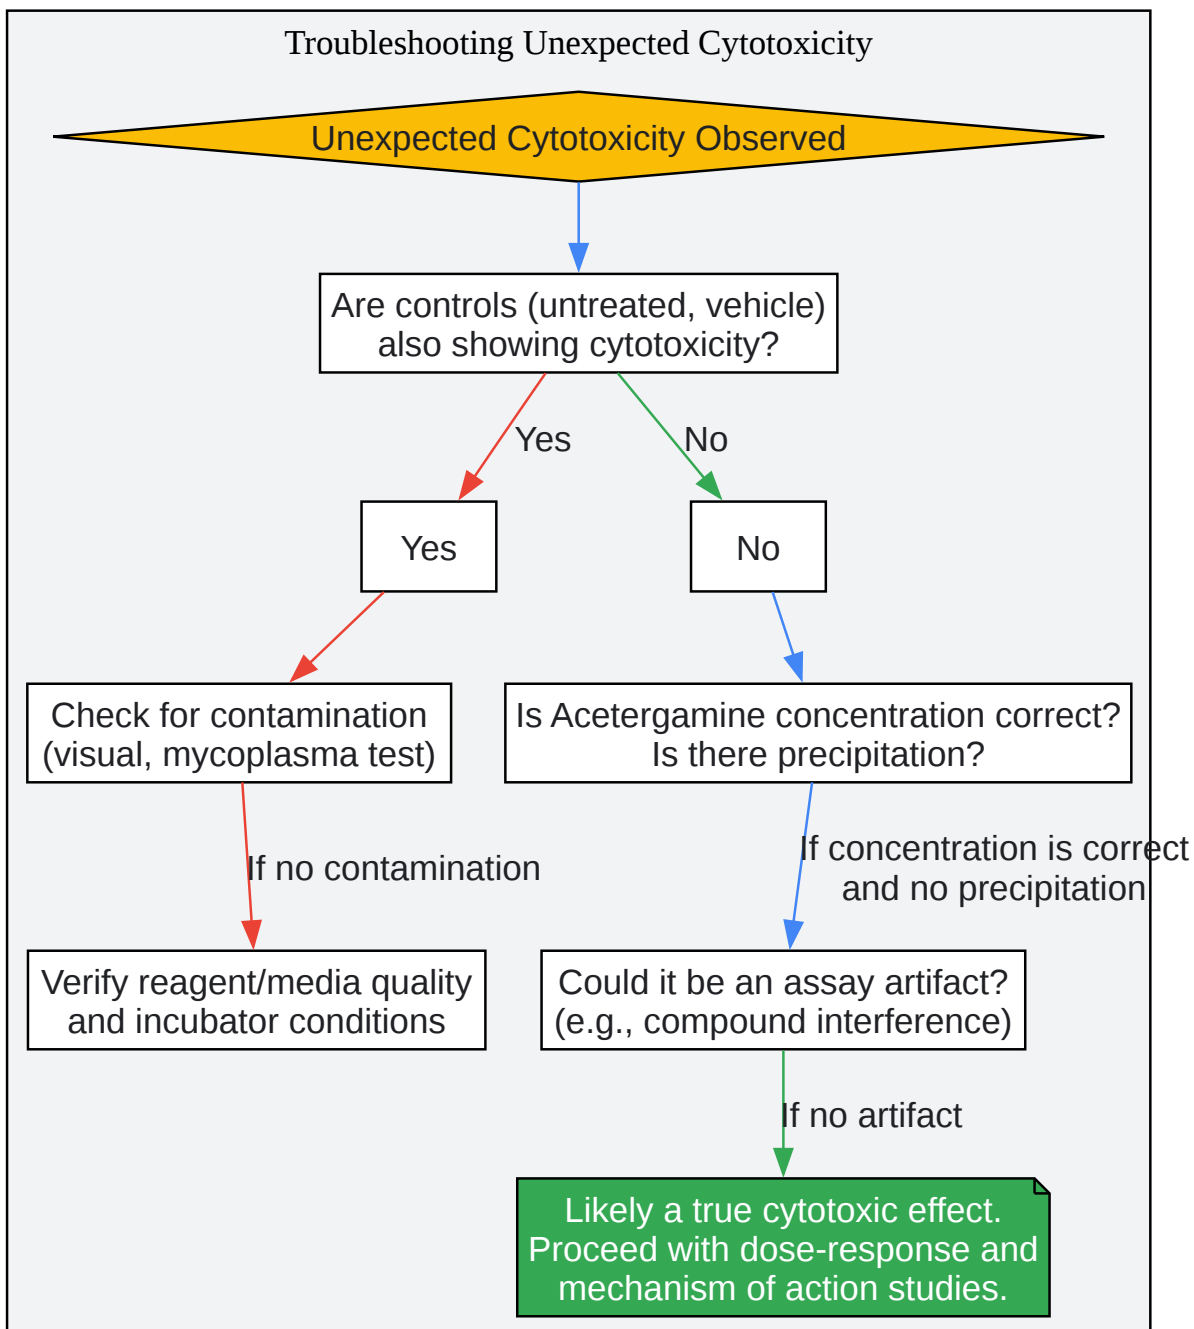 Troubleshooting Unexpected Cytotoxicity
Unexpected Cytotoxicity Observed
Are controls (untreated, vehicle)
also showing cytotoxicity?
Yes
No
Yes
No
Check for contamination
(visual, mycoplasma test)
Is Acetergamine concentration correct?
Is there precipitation?
If no contamination
If concentration is correct
and no precipitation
Verify reagent/media quality
and incubator conditions
Could it be an assay artifact?
(e.g., compound interference)
If no artifact
Likely a true cytotoxic effect.
Proceed with dose-response and
mechanism of action studies.